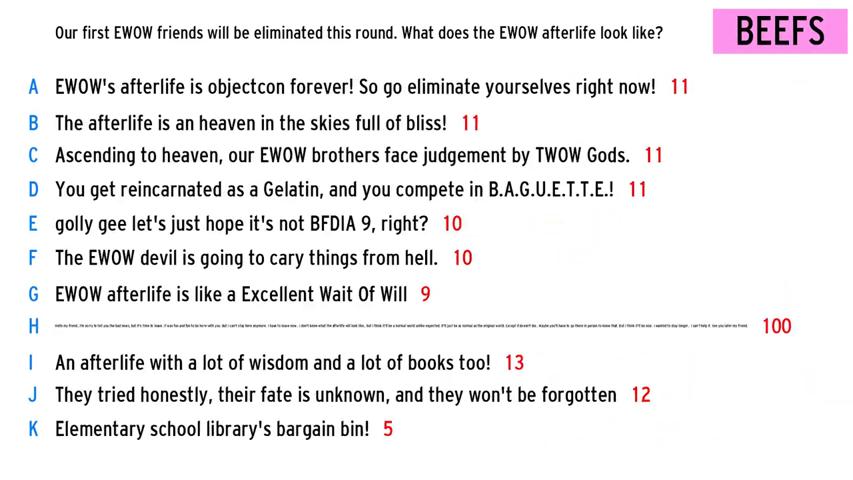 Our first EWOW friends will be eliminated this round. What does the EWOW afterlife look like?
BEEFS
A EWOW's afterlife is objectcon forever! So go eliminate yourselves right now! 11
B The afterlife is an heaven in the skies full of bliss! 11
C Ascending to heaven, our EWOW brothers face judgement by TWOW Gods. 11
D You get reincarnated as a Gelatin, and you compete in B.A.G.U.E.T.T.E.! 11
E golly gee let's just hope it's not BFDIA 9, right? 10
F The EWOW devil is going to cary things from hell. 10
G EWOW afterlife is like a Excellent Wait Of Will 9
H 100
I An afterlife with a lot of wisdom and a lot of books too! 13
J They tried honestly, their fate is unknown, and they won't be forgotten 12
K Elementary school library's bargain bin! 5